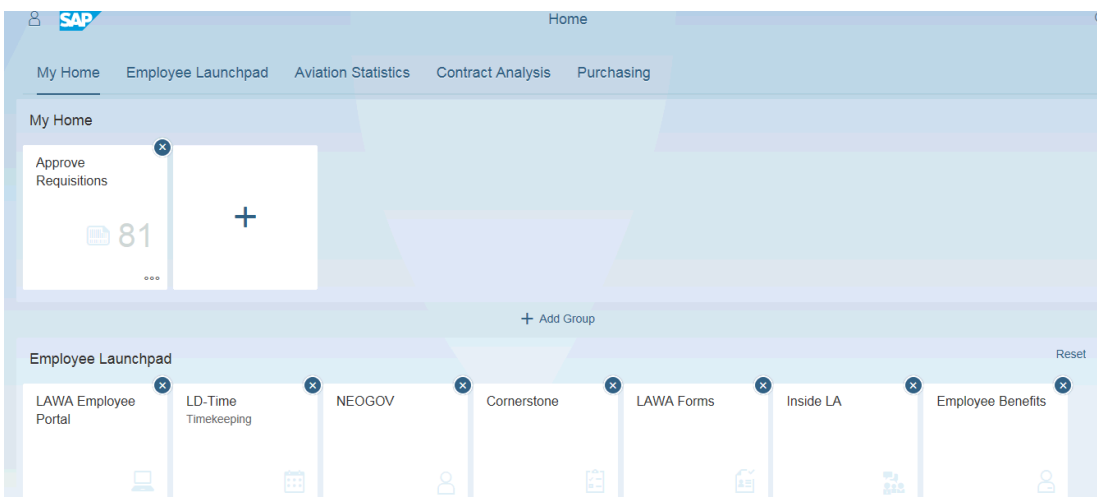 SAP
Home
My Home
Employee Launchpad
Aviation Statistics
Contract Analysis
Purchasing
My Home
Approve
Requisitions
81
+ Add Group
Employee Launchpad
Reset
LAWA Employee
Portal
LD-Time
Timekeeping
NEOGOV
Cornerstone
LAWA Forms
Inside LA
Employee Benefits